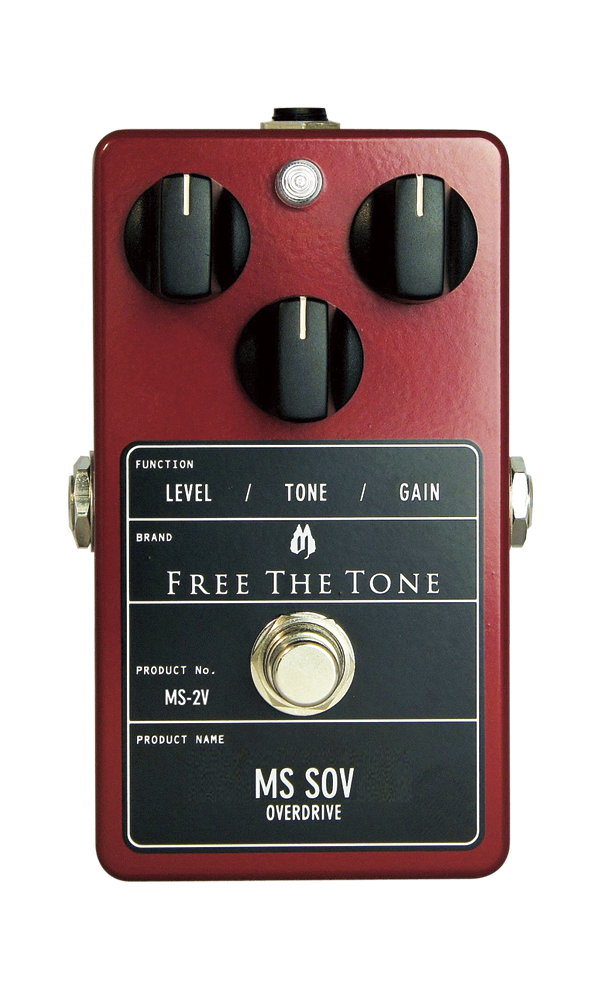 FUNCTION
LEVEL / TONE / GAIN
BRAND
FREE THE TONE
PRODUCT No.
MS-2V
PRODUCT NAME
MS SOV
OVERDRIVE